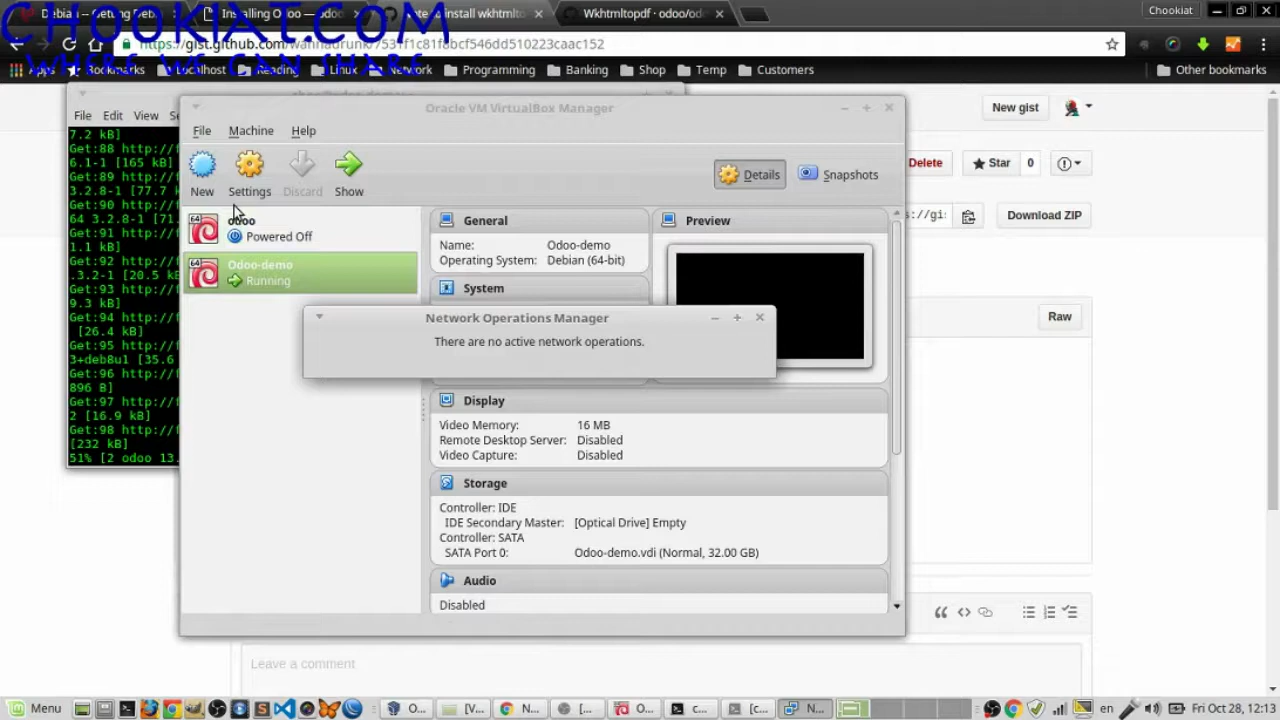 CHOOKIAT.COM
WHERE WE CAN SHARE
Debian -- Getting Deb
Installing Odoo — odoo
install wkhtmlto
Wkhtmltopdf · odoo/od
Chookiat
https://gist.github.com/wannadrunk/
Apps
Bookmarks
Localhost
Reading
Linux
Network
Programming
Banking
Shop
Temp
Customers
Other bookmarks
File Edit View
7.2 kB]
Get:88 http://f
6.1-1 [165 kB]
Get:89 http://f
3.2.8-1 [77.7 k
Get:90 http://f
64 3.2.8-1 [71.
Get:91 http://f
1.1 kB]
Get:92 http://f
.3.2-1 [20.5 k
Get:93 http://f
9.3 kB]
Get:94 http://f
[26.4 kB]
Get:95 http://f
3+deb8u1 [35.6
Get:96 http://f
896 B]
Get:97 http://f
2 [16.9 kB]
Get:98 http://f
[232 kB]
51% [2 odoo 13.
Oracle VM VirtualBox Manager
File Machine Help
New
Settings
Discard
Show
Details
Snapshots
64
odoo
Powered Off
64
Odoo-demo
Running
General
Name: Odoo-demo
Operating System: Debian (64-bit)
System
Preview
Network Operations Manager
There are no active network operations.
Display
Video Memory: 16 MB
Remote Desktop Server: Disabled
Video Capture: Disabled
Storage
Controller: IDE
IDE Secondary Master: [Optical Drive] Empty
Controller: SATA
SATA Port 0: Odoo-demo.vdi (Normal, 32.00 GB)
Audio
Disabled
New gist
Delete
Star
0
s://gi
Download ZIP
Raw
Leave a comment
Menu
O...
[V...
N...
[...
O...
c...
[c...
N...
en
Fri Oct 28, 12:13